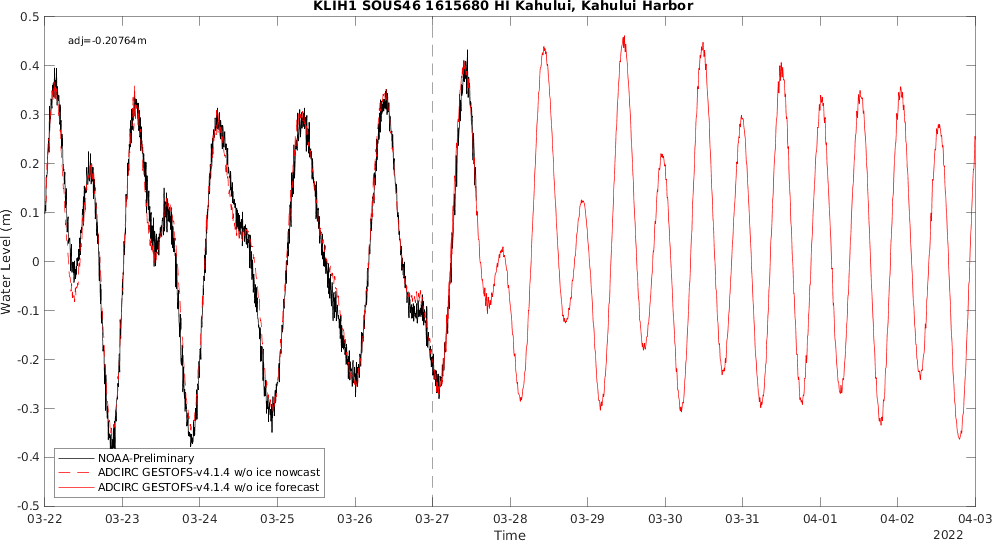 KLIH1 SOUS46 1615680 HI Kahului, Kahului Harbor
adj=-0.20764m
0.5
0.4
0.3
0.2
0.1
0
-0.1
-0.2
-0.3
-0.4
-0.5
Water Level (m)
NOAA-Preliminary
ADCIRC GESTOFS-v4.1.4 w/o ice nowcast
ADCIRC GESTOFS-v4.1.4 w/o ice forecast
03-22 03-23 03-24 03-25 03-26 03-27 03-28 03-29 03-30 03-31 04-01 04-02 04-03
Time
2022